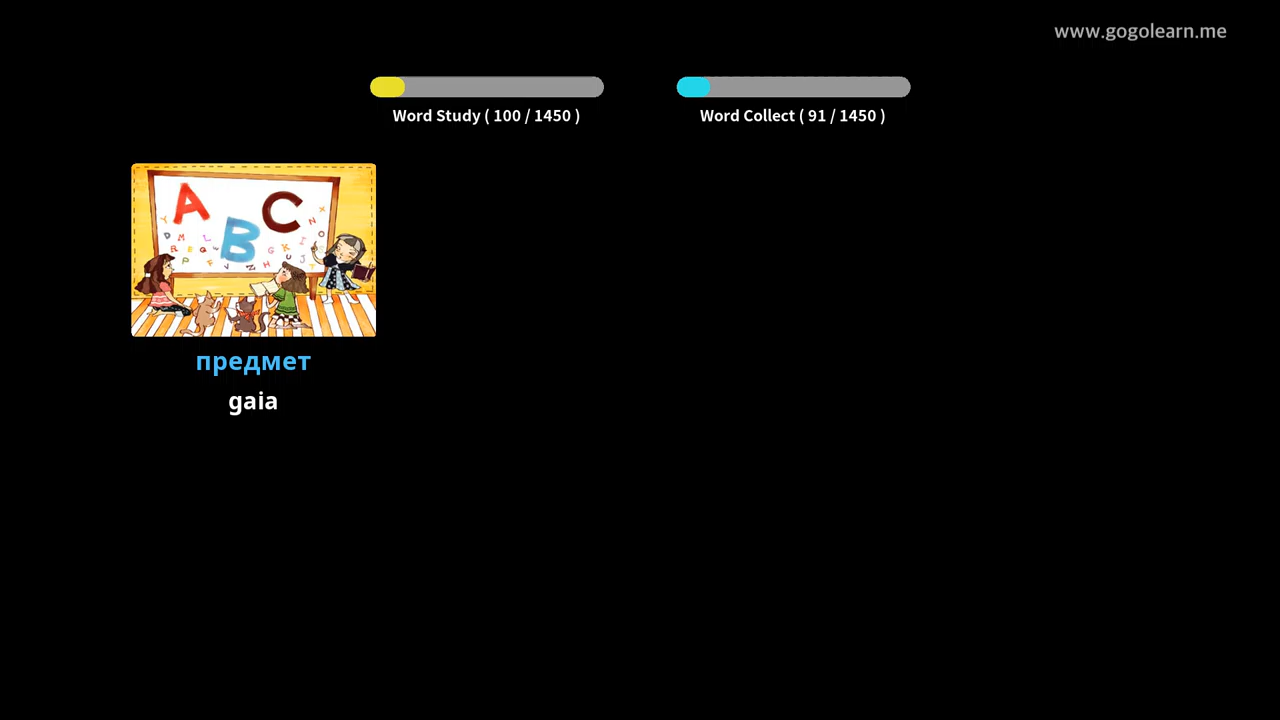 www.gogolearn.me
Word Study ( 100 / 1450 )
Word Collect ( 91 / 1450 )
A
B
C
предмет
gaia